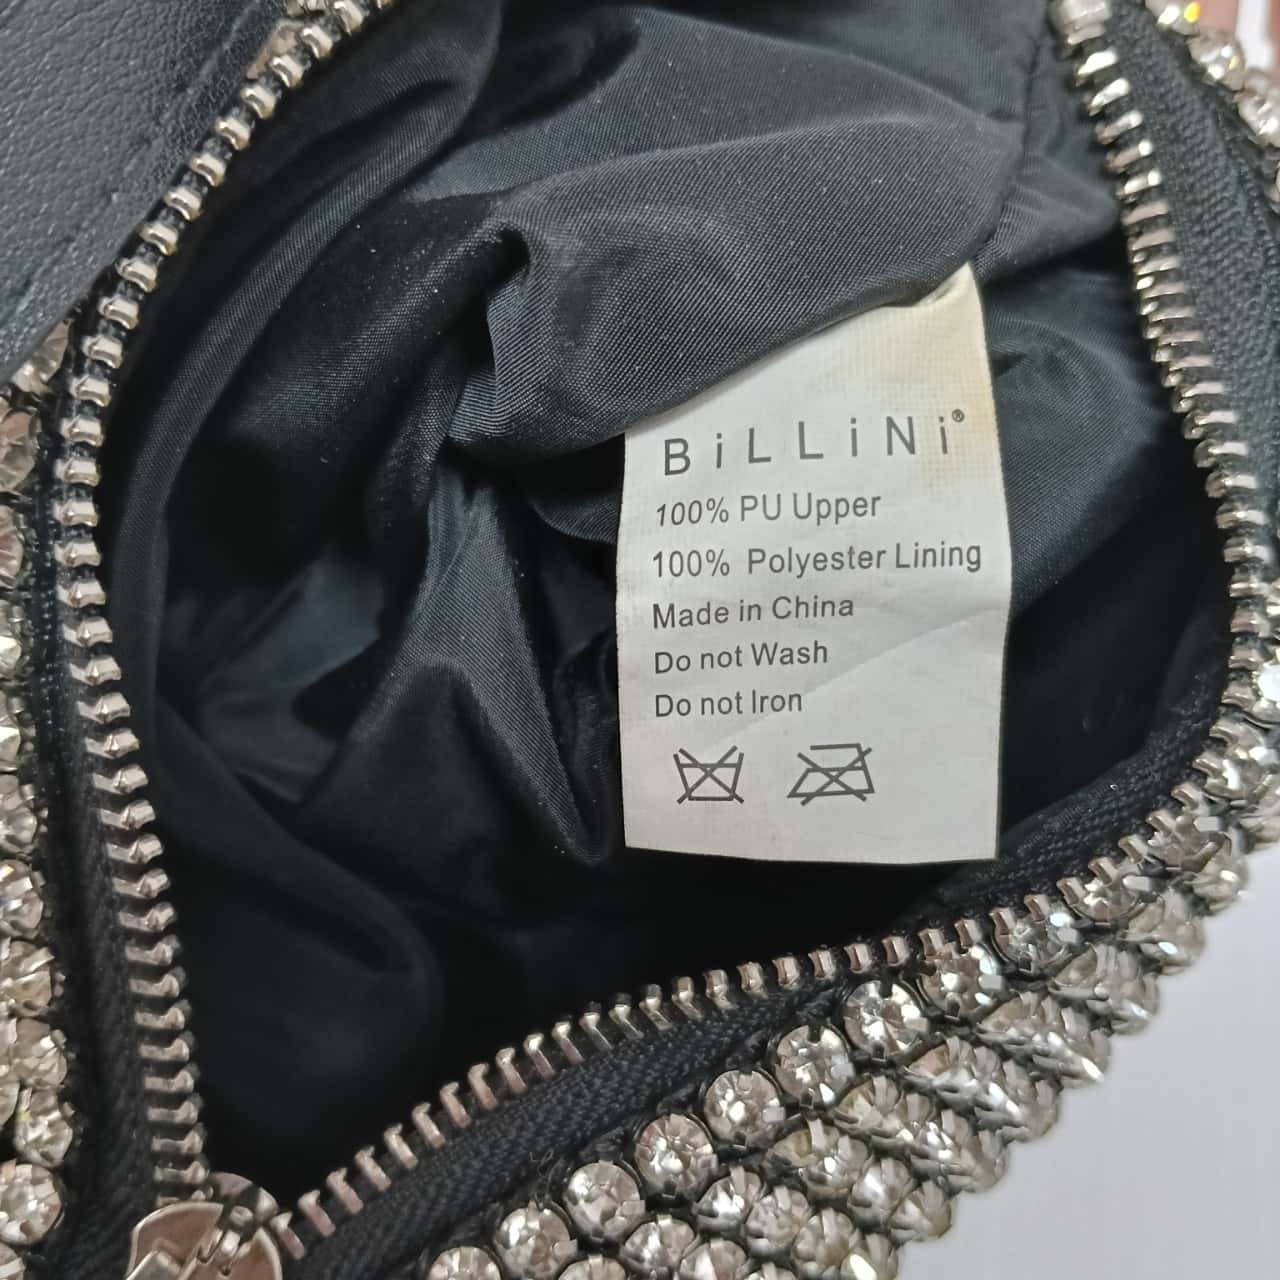 BiLLiNi®
100% PU Upper
100% Polyester Lining
Made in China
Do not Wash
Do not Iron